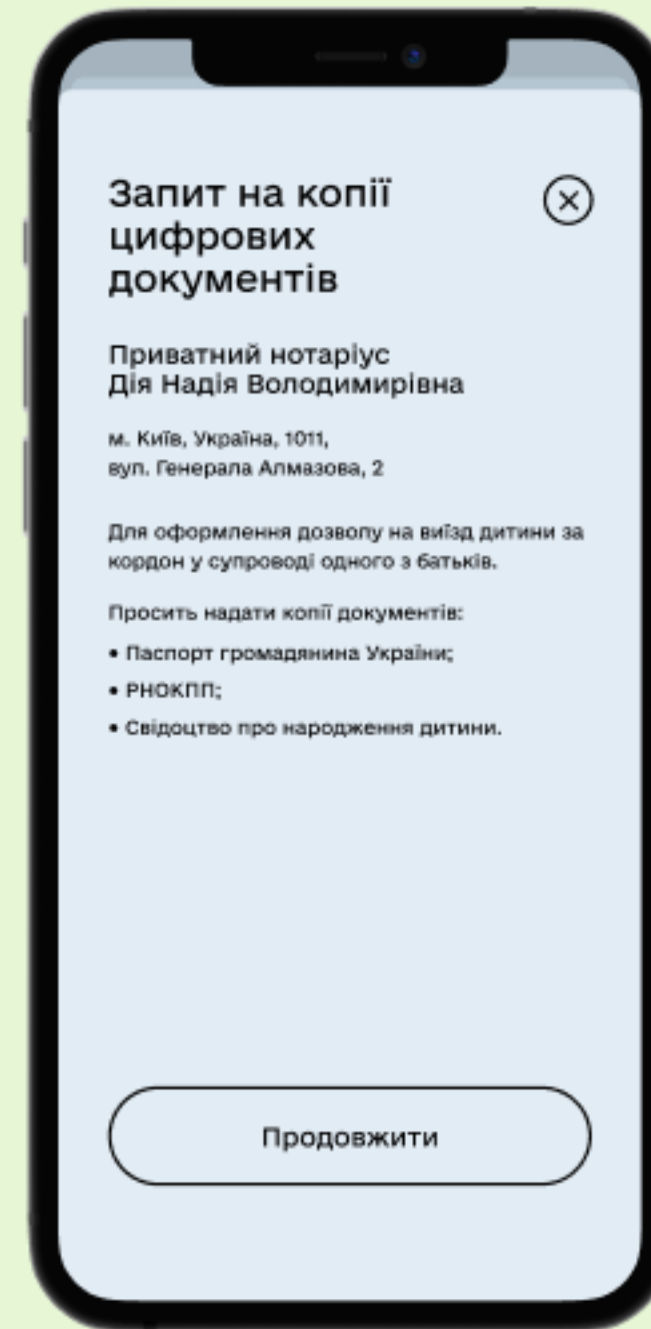 Запит на копії
цифрових
документів
Приватний нотаріус
Дія Надія Володимирівна
м. Київ, Україна, 1011,
вул. Генерала Алмазова, 2
Для оформлення дозволу на виїзд дитини за
кордон у супроводі одного з батьків.
Просить надати копії документів:
• Паспорт громадянина України;
• РНОКПП;
• Свідоцтво про народження дитини.
Продовжити